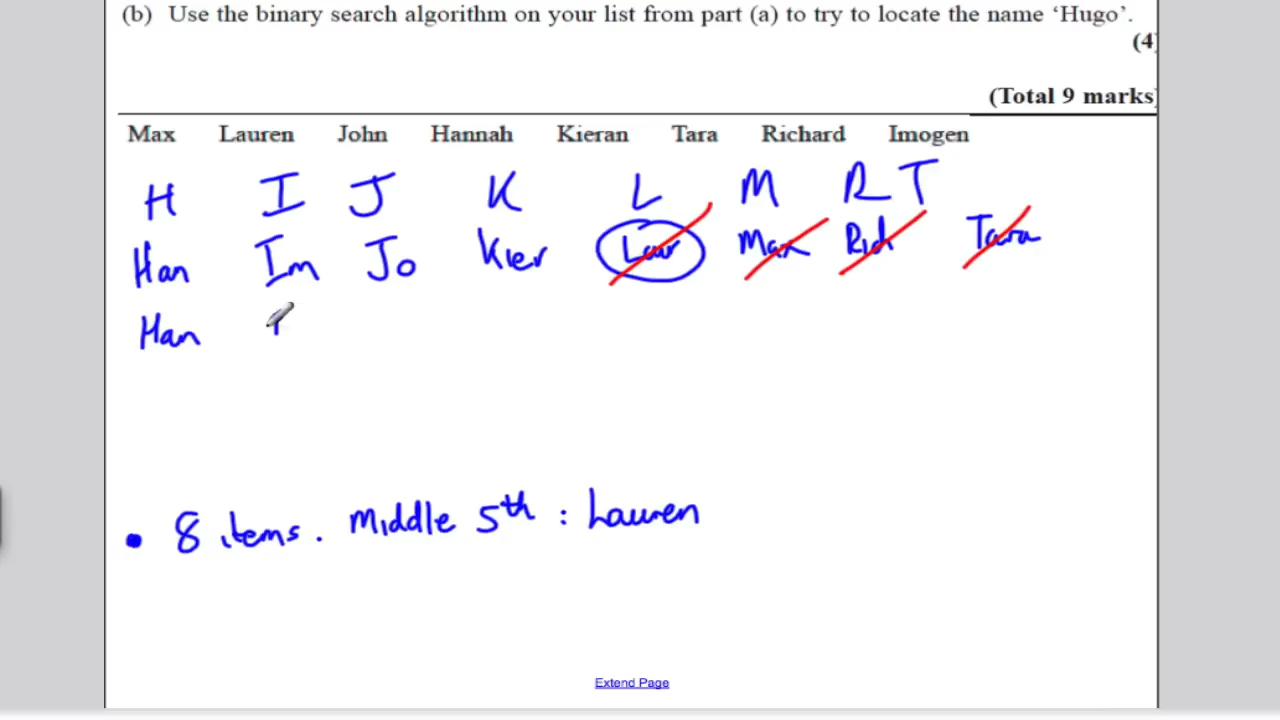 (b) Use the binary search algorithm on your list from part (a) to try to locate the name ‘Hugo’.
(4)
(Total 9 marks)
Max Lauren John Hannah Kieran Tara Richard Imogen
H I J K L M R T
Han Im Jo Kier Laur Max Rich Tara
Han
• 8 items. Middle 5th : Lauren
Extend Page